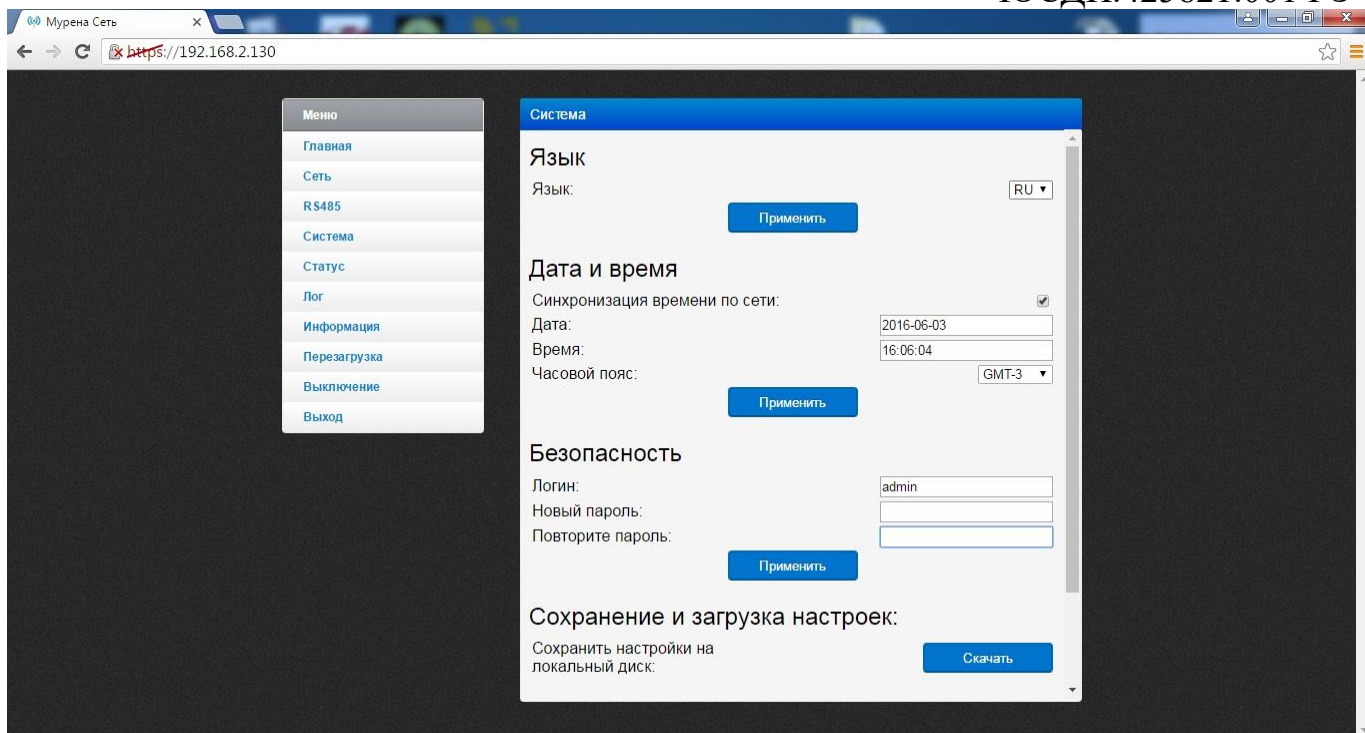 Мурена Сеть
https://192.168.2.130
Меню
Главная
Сеть
RS485
Система
Статус
Лог
Информация
Перезагрузка
Выключение
Выход
Система
Язык
Язык: RU
Применить
Дата и время
Синхронизация времени по сети:
Дата: 2016-06-03
Время: 16:06:04
Часовой пояс: GMT-3
Применить
Безопасность
Логин: admin
Новый пароль:
Повторите пароль:
Применить
Сохранение и загрузка настроек:
Сохранить настройки на
локальный диск:
Скачать